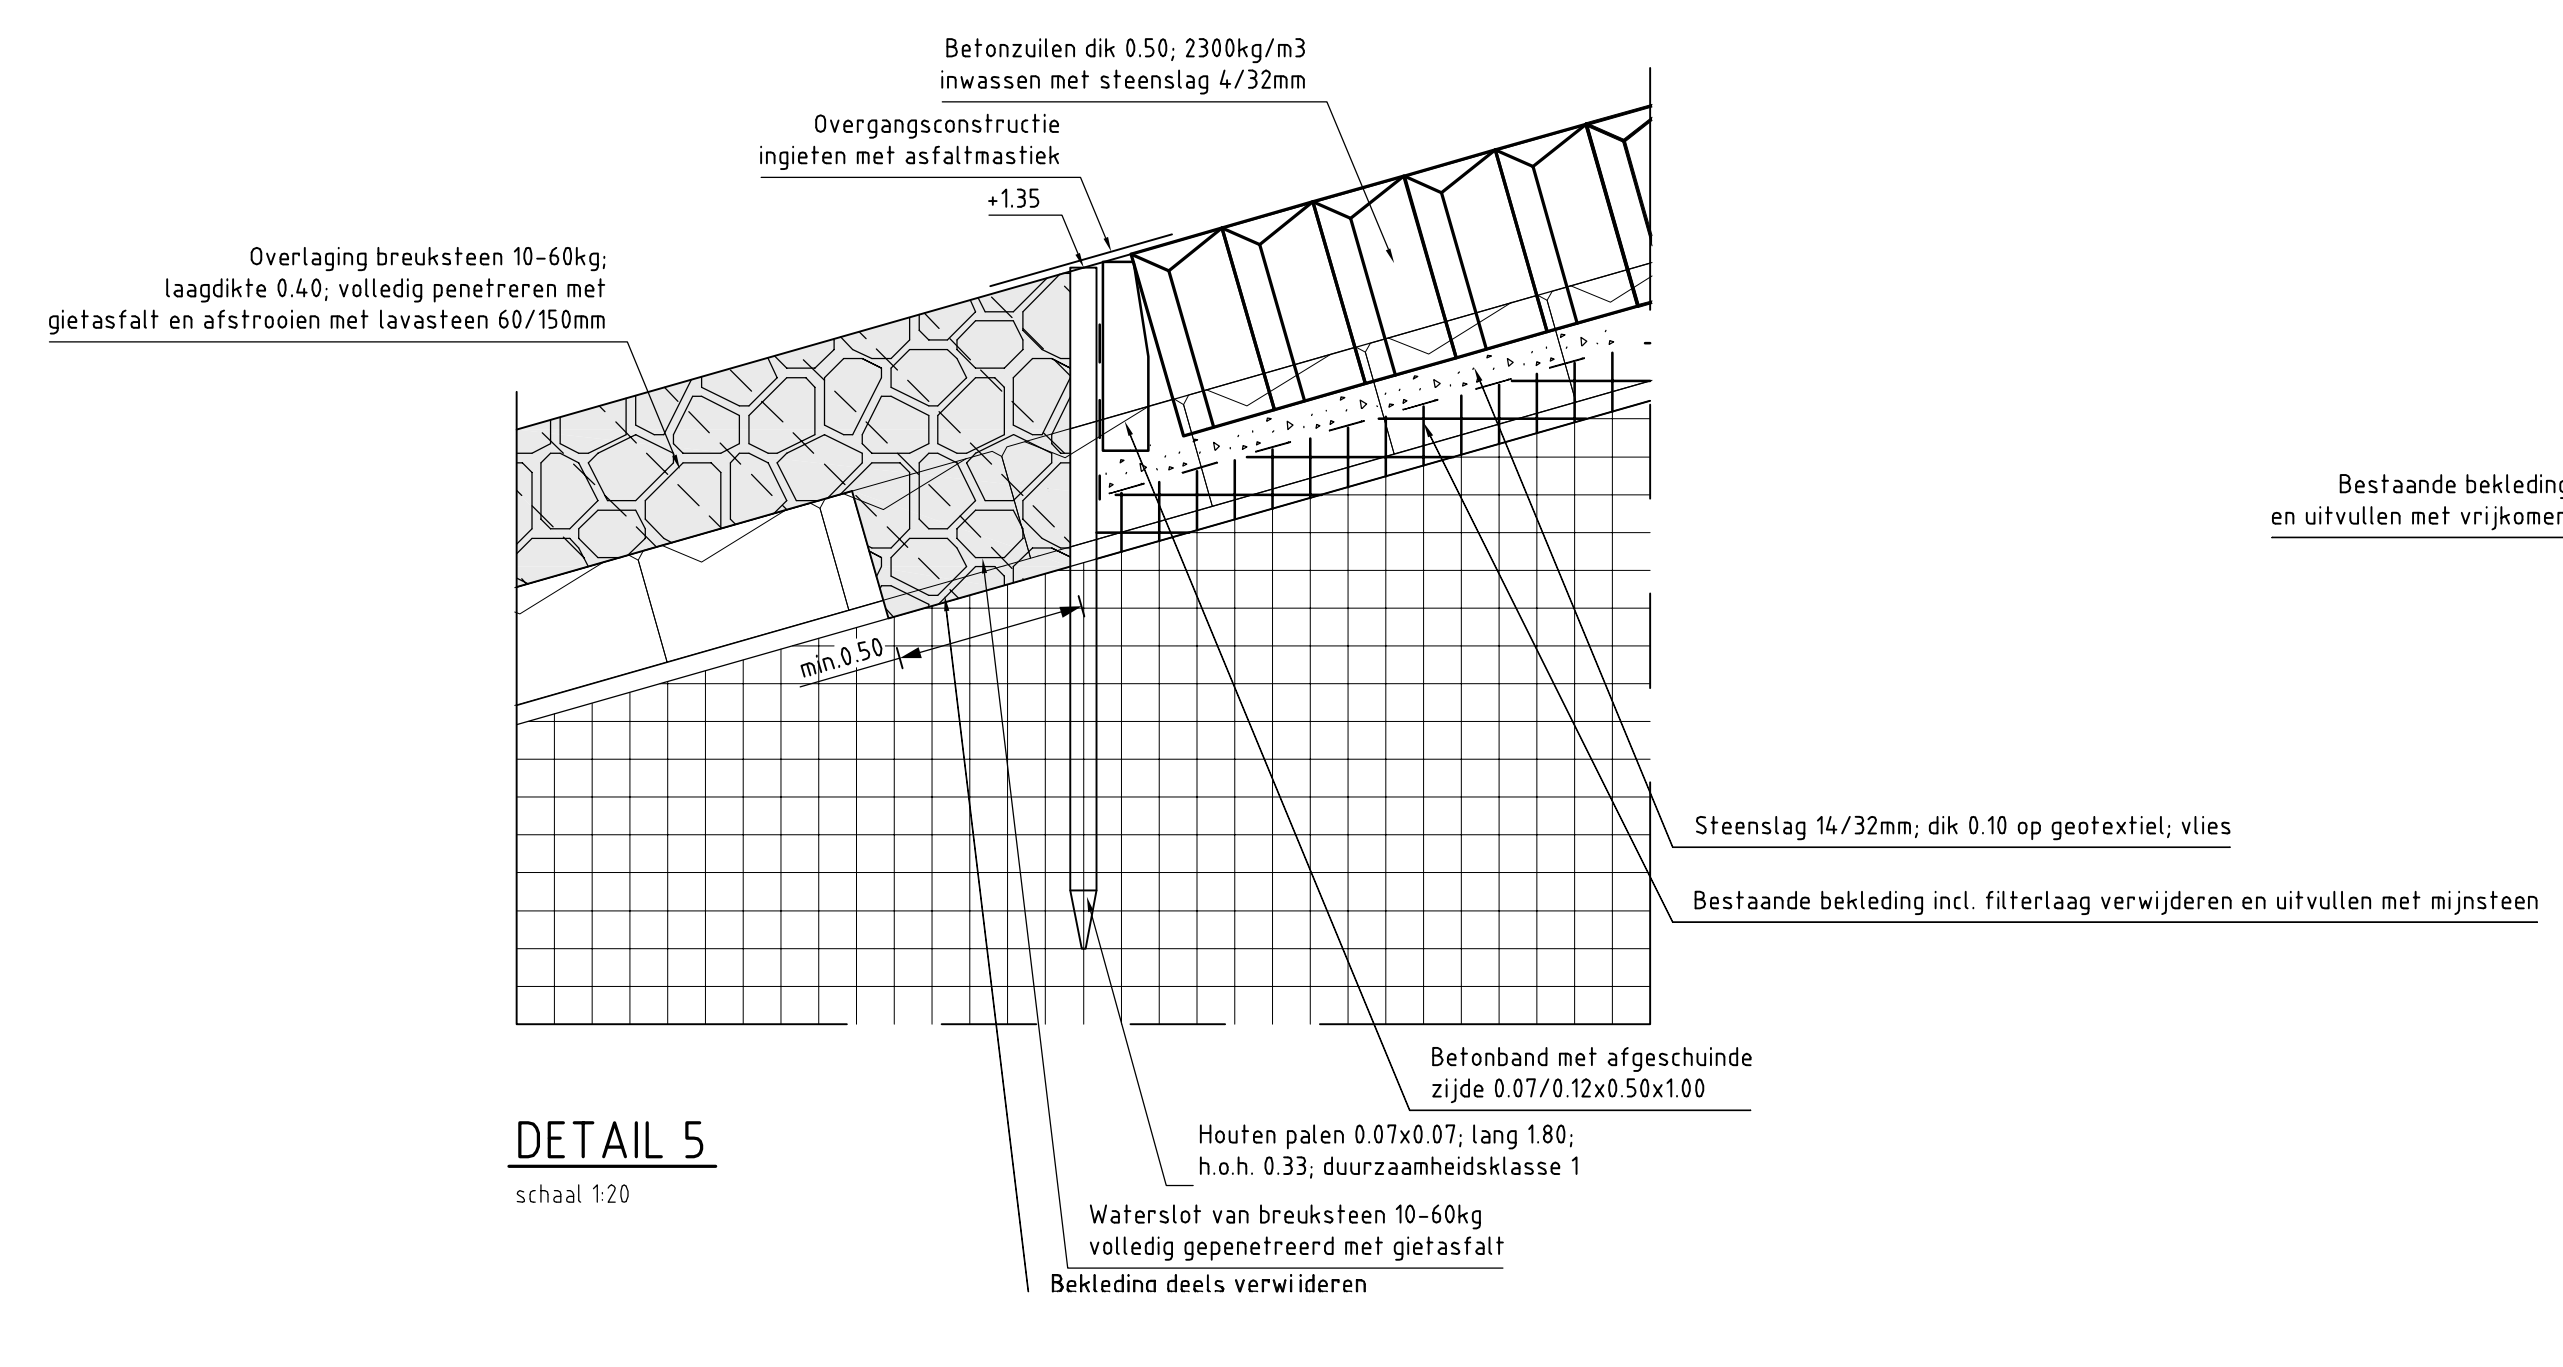 Betonzuilen dik 0.50; 2300kg/m3
inwassen met steenslag 4/32mm
Overgangsconstructie
ingieten met asfaltmastiek
+1.35
Overlaging breuksteen 10-60kg;
laagdikte 0.40; volledig penetreren met
gietasfalt en afstrooien met lavasteen 60/150mm
Bestaande bekleding
en uitvullen met
min.0.50
Steenslag 14/32mm; dik 0.10 op geotextiel; vlies
Bestaande bekleding incl. filterlaag verwijderen en uitvullen met mijnsteen
Betonband met afgeschuinde
zijde 0.07/0.12x0.50x1.00
DETAIL 5
schaal 1:20
Houten palen 0.07x0.07; lang 1.80;
h.o.h. 0.33; duurzaamheidsklasse 1
Waterslot van breuksteen 10-60kg
volledig gepenetreerd met gietasfalt
Bekleding deels verwijderen